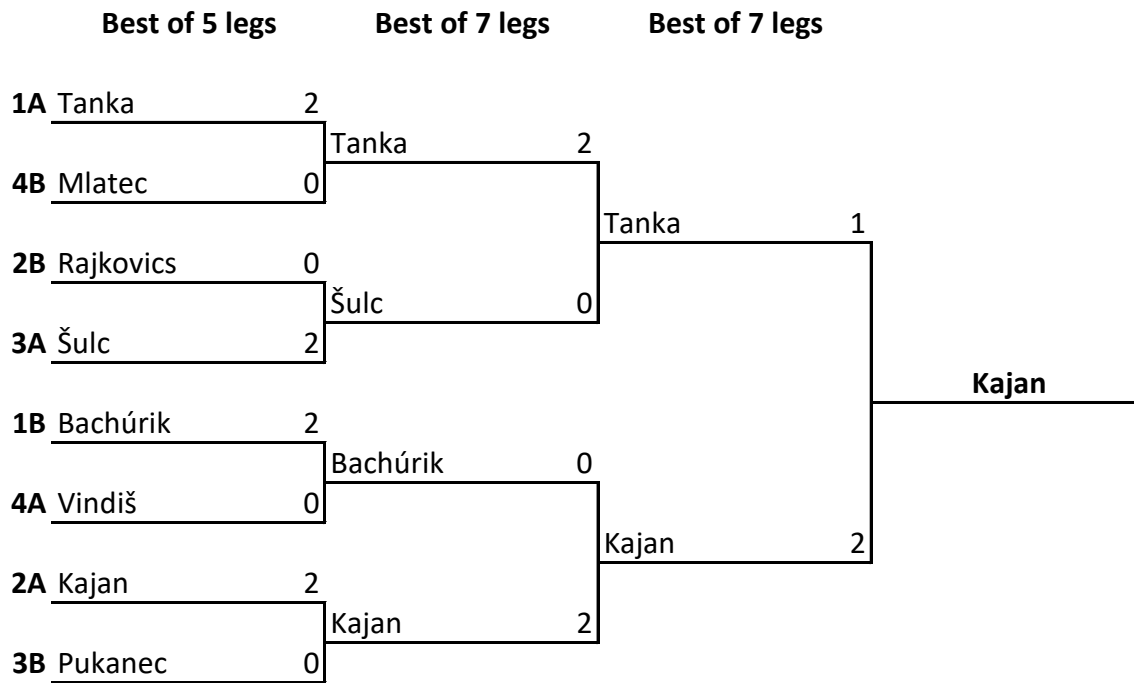 Best of 5 legs Best of 7 legs Best of 7 legs
1A Tanka 2
Tanka 2
4B Mlatec 0
Tanka 1
2B Rajkovics 0
Šulc 0
3A Šulc 2
Kajan
1B Bachúrik 2
Bachúrik 0
4A Vindiš 0
Kajan 2
2A Kajan 2
Kajan 2
3B Pukanec 0